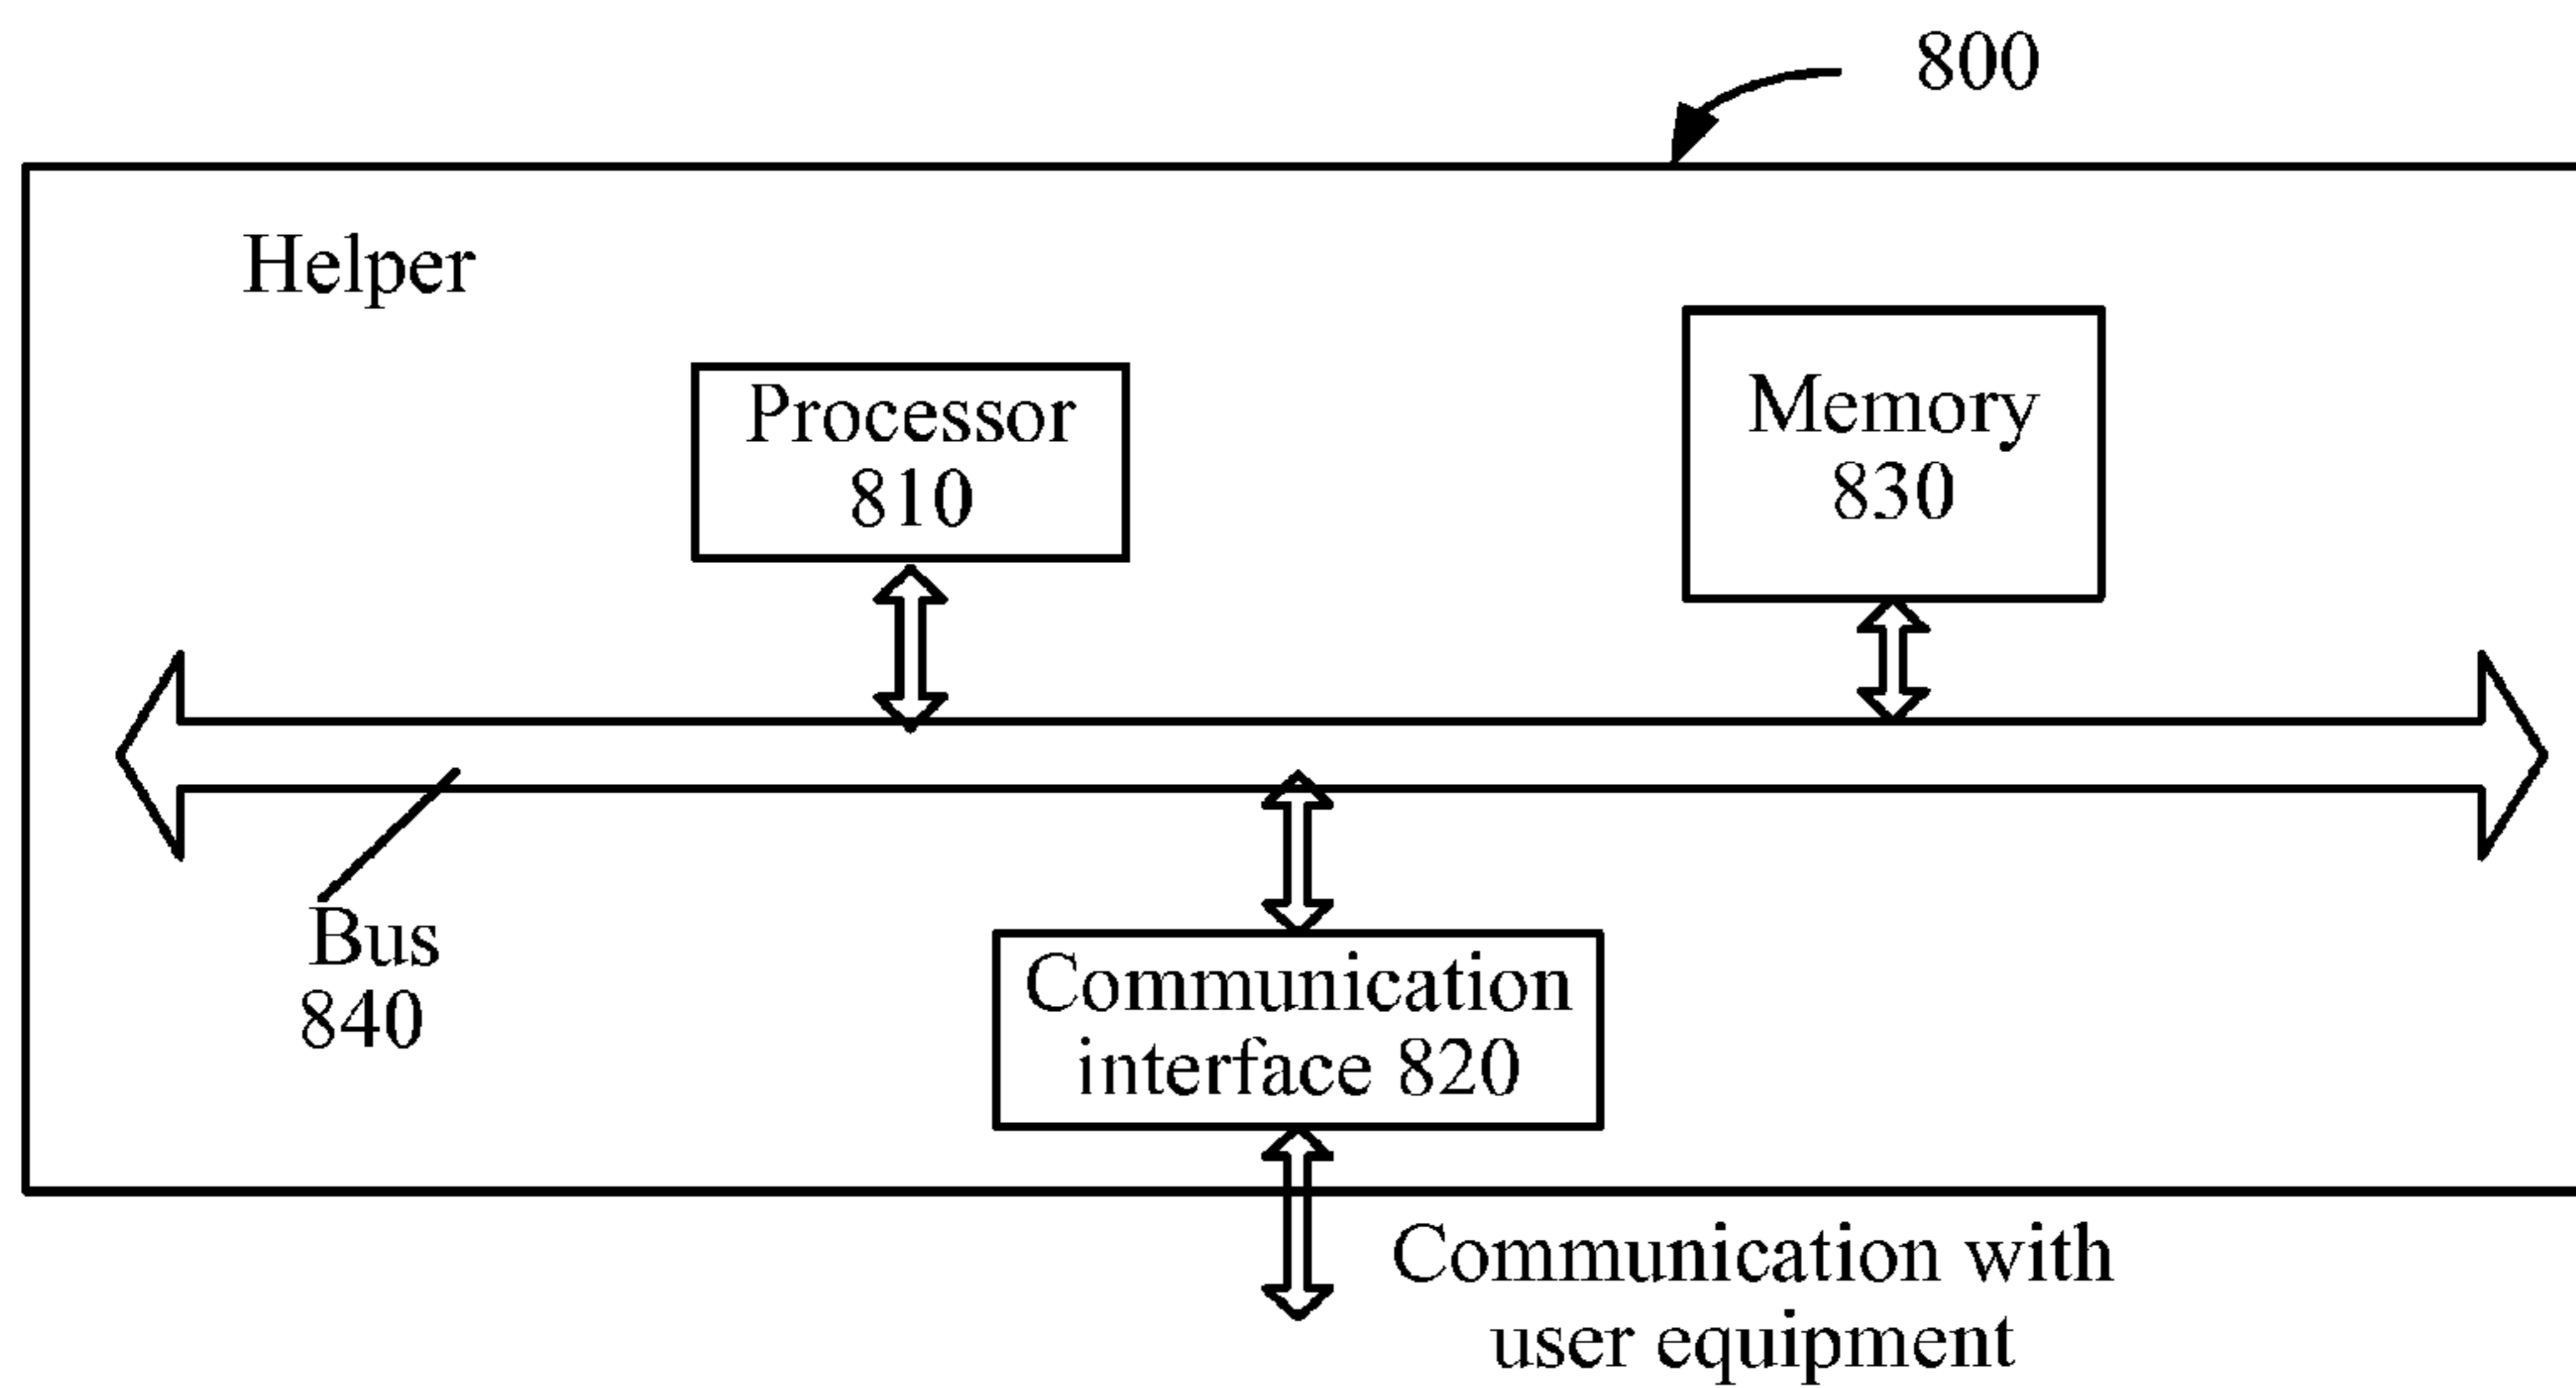 800
Helper
Processor
810
Memory
830
Bus
840
Communication
interface 820
Communication with
user equipment